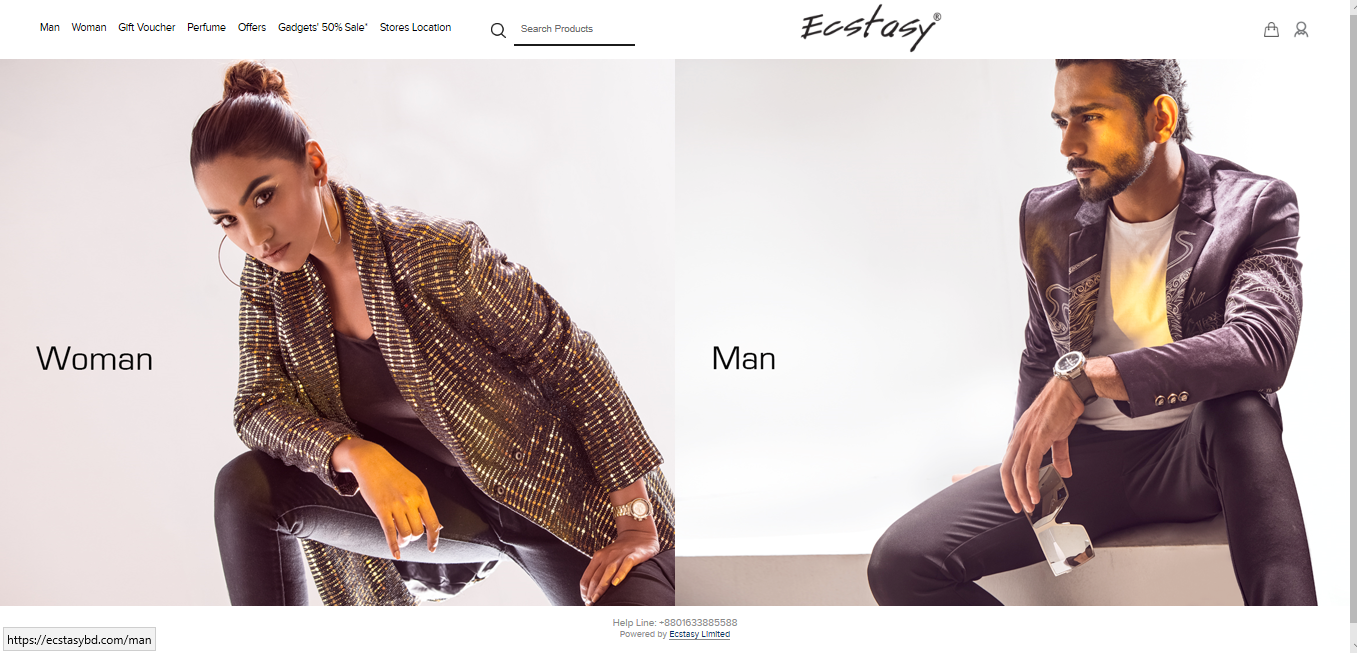 Man Woman Gift Voucher Perfume Offers Gadgets' 50% Sale* Stores Location Search Products Ecstasy®
Woman
Man
Help Line: +8801633885588
Powered by Ecstasy Limited
https://ecstasybd.com/man